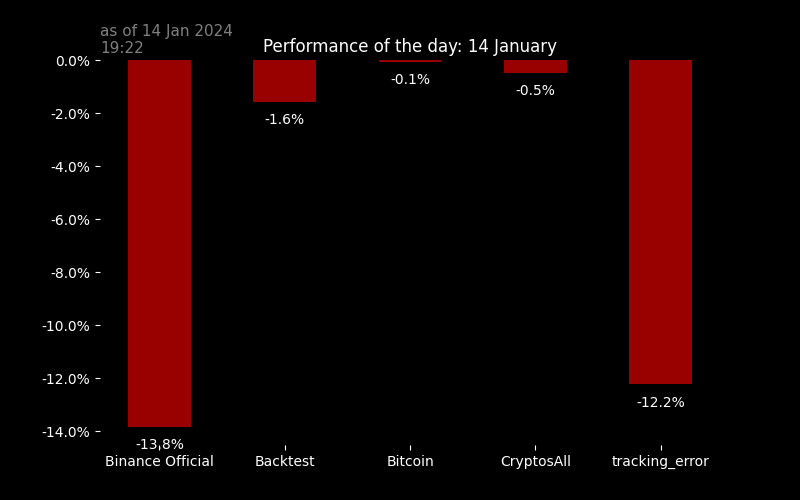 as of 14 Jan 2024
19:22
Performance of the day: 14 January
0.0%
-2.0%
-4.0%
-6.0%
-8.0%
-10.0%
-12.0%
-14.0%
-13.8%
-1.6%
-0.1%
-0.5%
-12.2%
Binance Official
Backtest
Bitcoin
CryptosAll
tracking_error